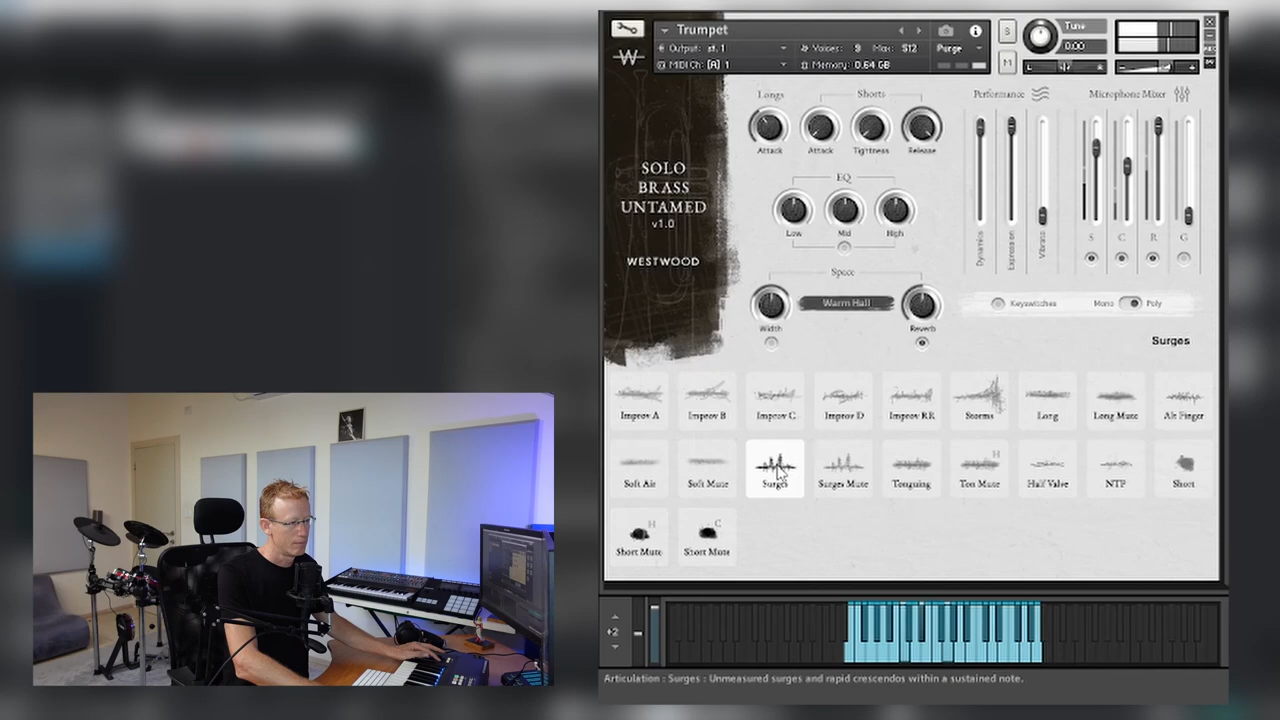 Trumpet
Output: st. 1
Voices: 9 Max: 512
Purge
MIDI Ch: [A] 1
Memory: 0.64 GB
S
M
Tune
0.00
L R
W
Longs
Shorts
Attack
Attack
Tightness
Release
Performance
Microphone Mixer
SOLO
BRASS
UNTAMED
v1.0
WESTWOOD
EQ
Low
Mid
High
Dynamics
Expression
Vibrato
S
C
R
G
Space
Warm Hall
Width
Reverb
Keyswitches
Mono
Poly
Surges
Improv A
Improv B
Improv C
Improv D
Improv RR
Storms
Long
Long Mute
Alt Finger
Soft Air
Soft Mute
Surges
Surges Mute
Tonguing
H
Ton Mute
Half Valve
NTF
Short
H
Short Mute
C
Short Mute
+2
Articulation : Surges : Unmeasured surges and rapid crescendos within a sustained note.